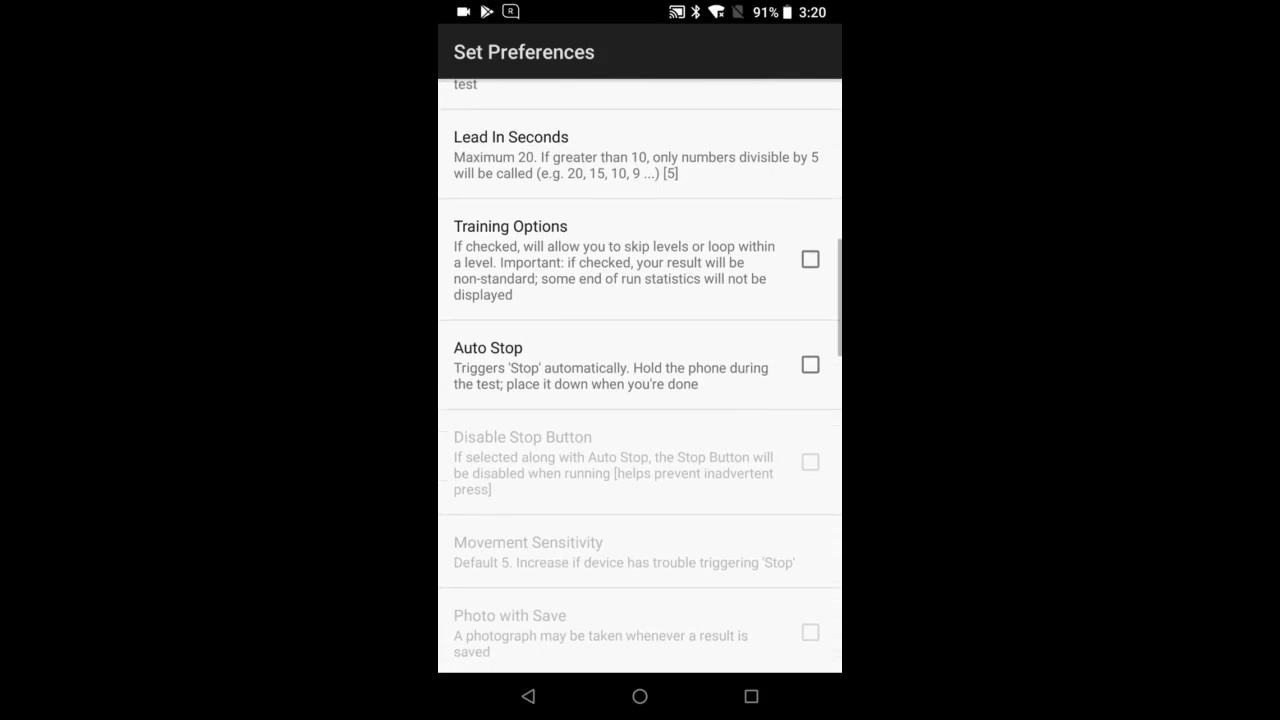 R 91% 3:20
Set Preferences
test
Lead In Seconds
Maximum 20. If greater than 10, only numbers divisible by 5
will be called (e.g. 20, 15, 10, 9 ...) [5]
Training Options
If checked, will allow you to skip levels or loop within
a level. Important: if checked, your result will be
non-standard; some end of run statistics will not be
displayed
Auto Stop
Triggers 'Stop' automatically. Hold the phone during
the test; place it down when you're done
Disable Stop Button
If selected along with Auto Stop, the Stop Button will
be disabled when running [helps prevent inadvertent
press]
Movement Sensitivity
Default 5. Increase if device has trouble triggering 'Stop'
Photo with Save
A photograph may be taken whenever a result is
saved